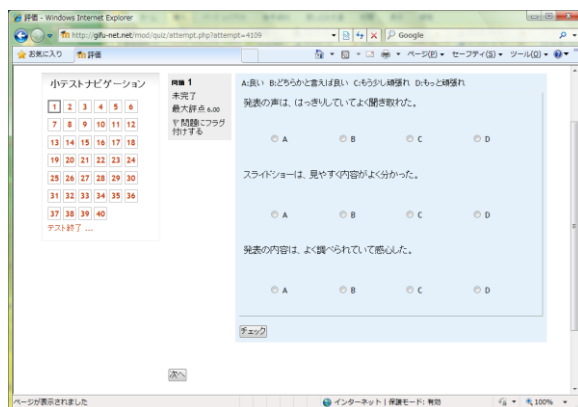 評価 - Windows Internet Explorer
http://gifu-net.net/mod/quiz/attempt.php?attempt=4109
Google
お気に入り 評価 ページ(P) セーフティ(S) ツール(O)
小テストナビゲーション
1 2 3 4 5 6
7 8 9 10 11 12
13 14 15 16 17 18
19 20 21 22 23 24
25 26 27 28 29 30
31 32 33 34 35 36
37 38 39 40
テスト終了 ...
問題 1
未完了
最大評点 6.00
問題にフラグ
付けする
A:良い B:どちらかと言えば良い C:もう少し頑張れ D:もっと頑張れ
発表の声は、はっきりしていてよく聞き取れた。
A B C D
スライドショーは、見やすく内容がよく分かった。
A B C D
発表の内容は、よく調べられていて感心した。
A B C D
チェック
次へ
ページが表示されました インターネット | 保護モード: 有効 100%